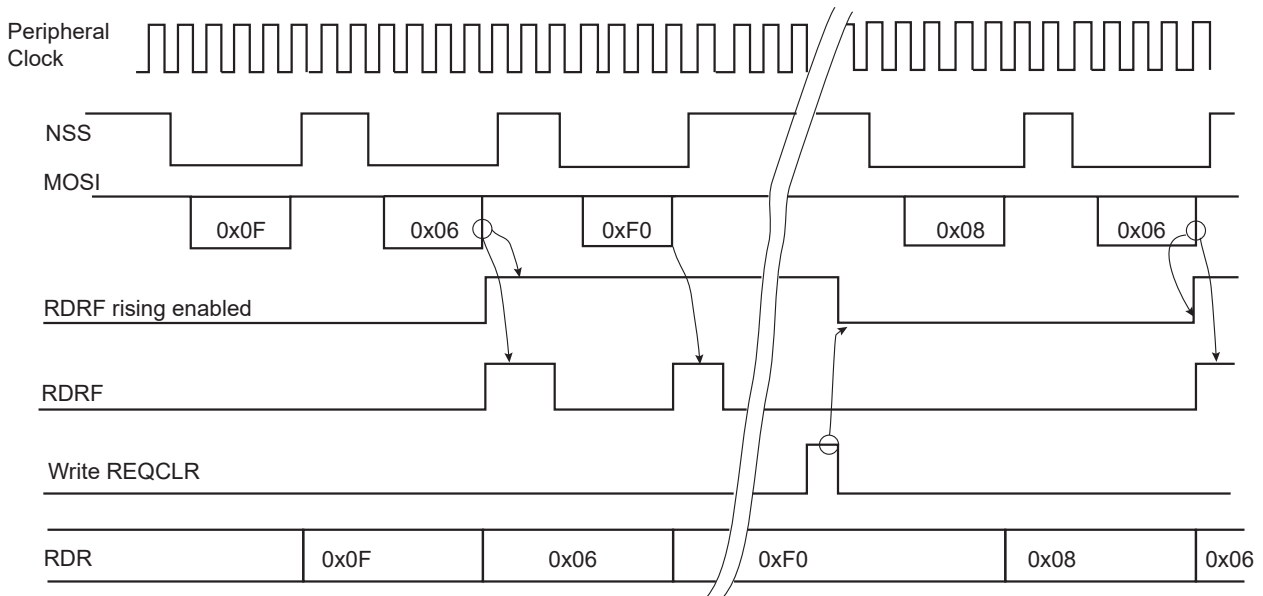 Peripheral
Clock
NSS
MOSI
0x0F 0x06 0xF0 0x08 0x06
RDRF rising enabled
RDRF
Write REQCLR
RDR 0x0F 0x06 0xF0 0x08 0x06